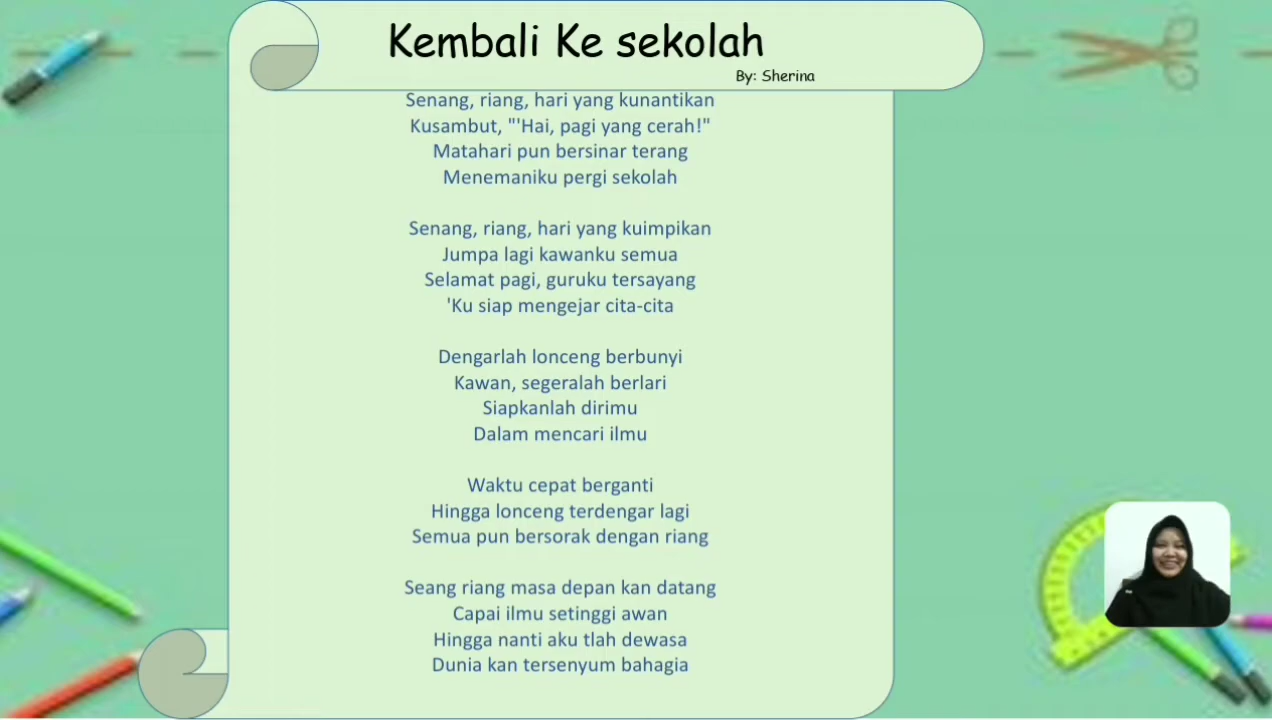 Kembali Ke sekolah
By: Sherina
Senang, riang, hari yang kunantikan
Kusambut, "'Hai, pagi yang cerah!"
Matahari pun bersinar terang
Menemaniku pergi sekolah
Senang, riang, hari yang kuimpikan
Jumpa lagi kawanku semua
Selamat pagi, guruku tersayang
'Ku siap mengejar cita-cita
Dengarlah lonceng berbunyi
Kawan, segeralah berlari
Siapkanlah dirimu
Dalam mencari ilmu
Waktu cepat berganti
Hingga lonceng terdengar lagi
Semua pun bersorak dengan riang
Seang riang masa depan kan datang
Capai ilmu setinggi awan
Hingga nanti aku tlah dewasa
Dunia kan tersenyum bahagia